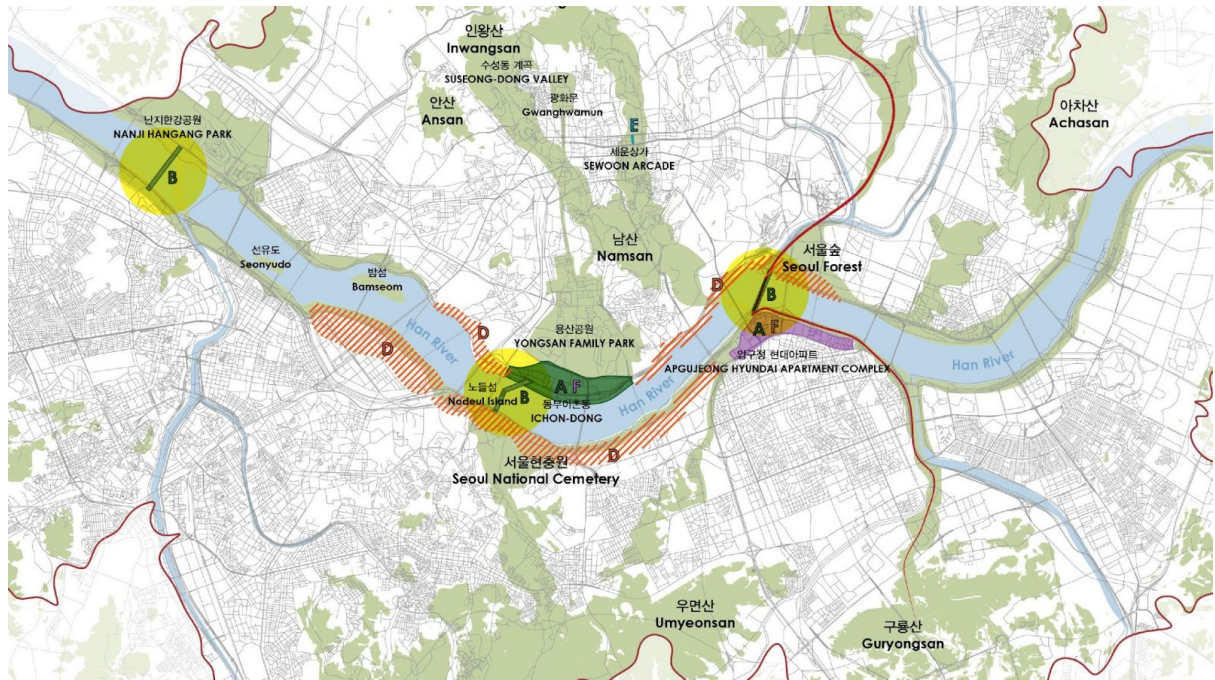 인왕산
Inwangsan
수성동 계곡
SUSEONG-DONG VALLEY
광화문
Gwanghwamun
안산
Ansan
E
세운상가
SEWOON ARCADE
아차산
Achasan
난지한강공원
NANJI HANGANG PARK
B
남산
Namsan
서울숲
Seoul Forest
선유도
Seonyudo
밤섬
Bamseom
D
B
Han River
D
D
용산공원
YONGSAN FAMILY PARK
A F
압구정 현대아파트
APGUJEONG HYUNDAI APARTMENT COMPLEX
Han River
노들섬
Nodeul Island
B
A F
동부이촌동
ICHON-DONG
Han River
D
서울현충원
Seoul National Cemetery
우면산
Umyeonsan
구룡산
Guryongsan